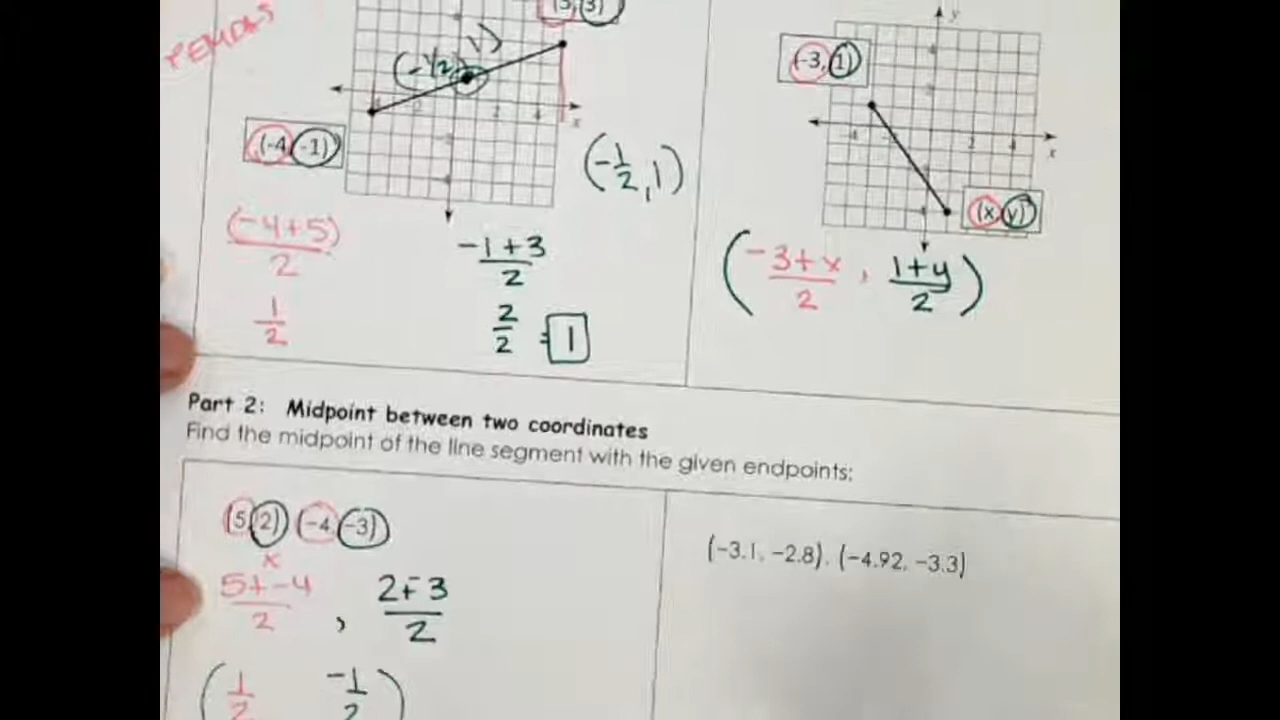 PEMDAS
(5, 3)
(-1/2, 1)
(-4, -1)
(-1/2, 1)
(-4+5)/2
-1+3/2
1/2
2/2 = 1
y
(-3, 1)
x
(x, y)
(-3+x/2, 1+y/2)
Part 2: Midpoint between two coordinates
Find the midpoint of the line segment with the given endpoints:
(5, 2) (-4, -3)
x
5+-4/2, 2+-3/2
(1/2 -1/2)
(-3.1, -2.8), (-4.92, -3.3)